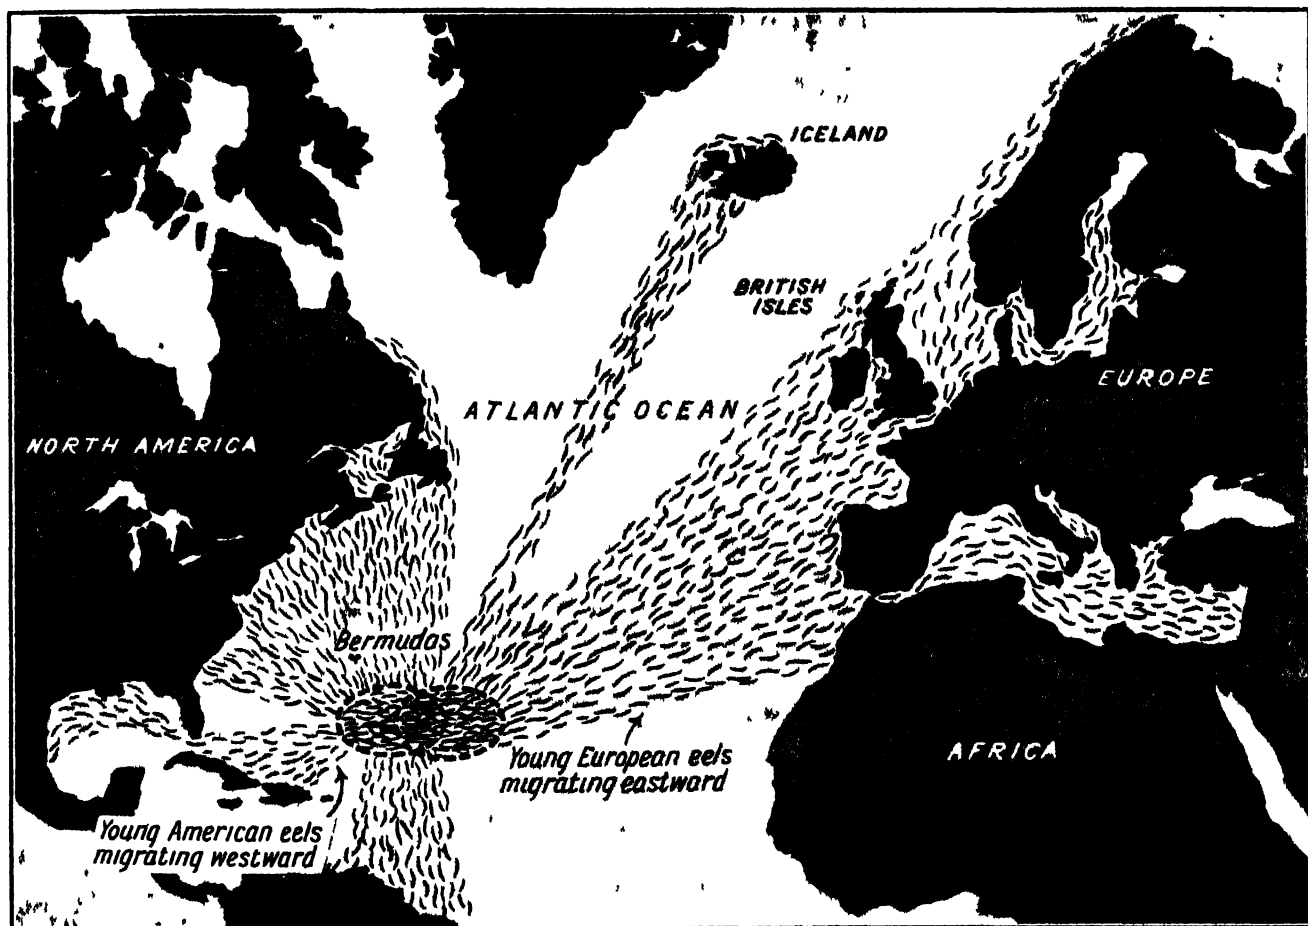 ICELAND
BRITISH
ISLES
EUROPE
ATLANTIC OCEAN
NORTH AMERICA
Bermudas
AFRICA
Young European eels
migrating eastward
Young American eels
migrating westward